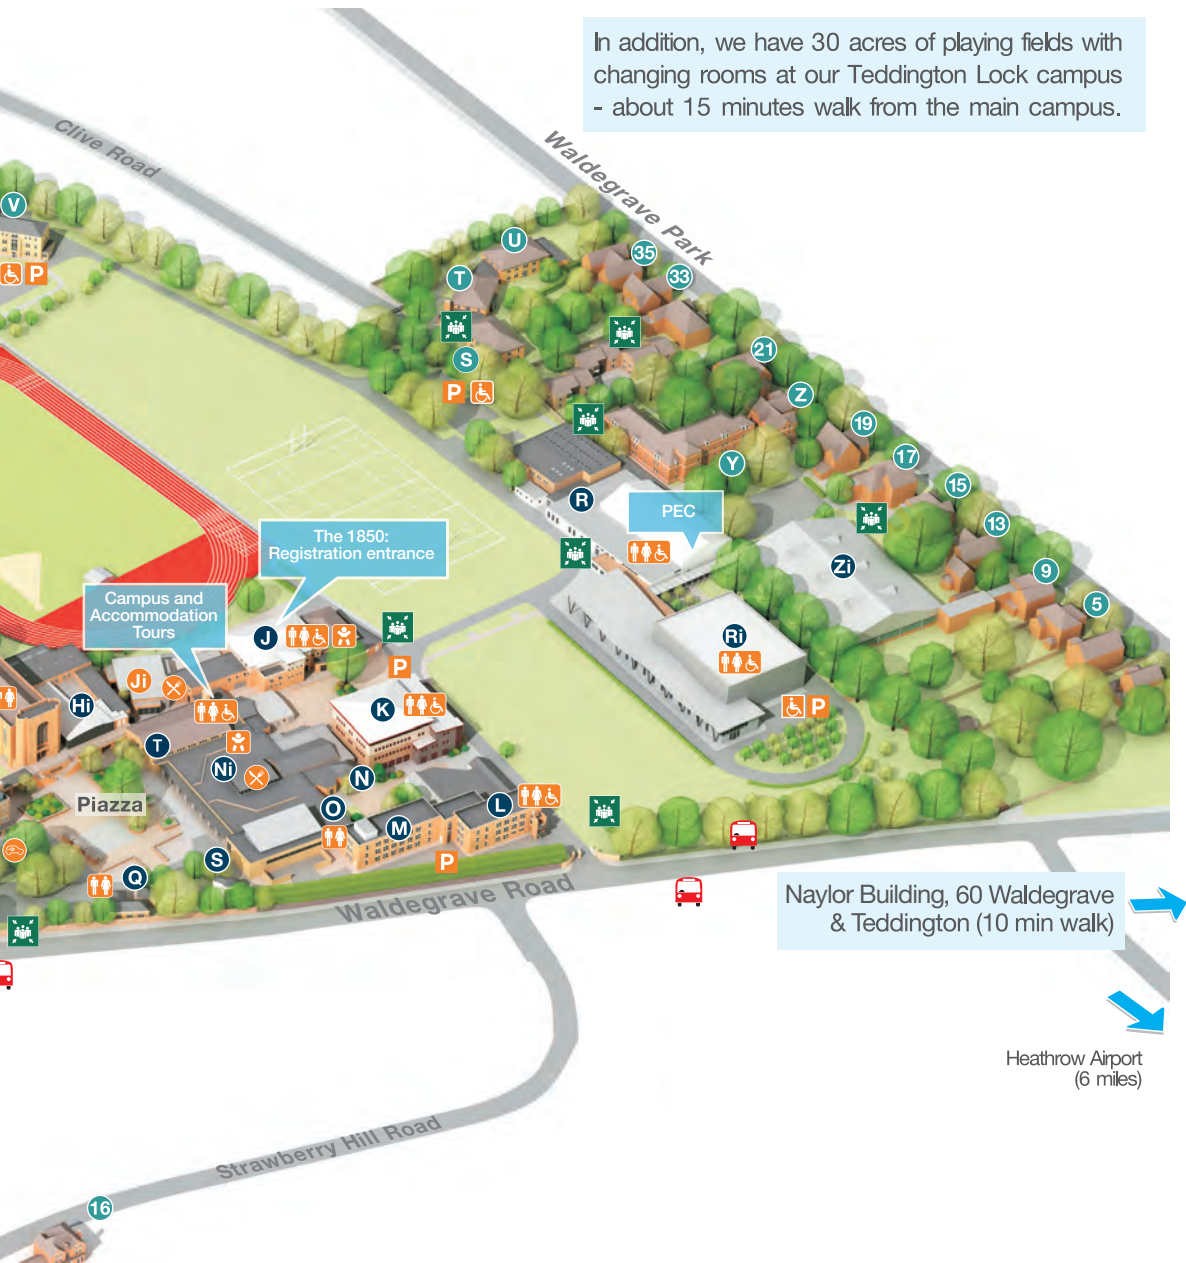 In addition, we have 30 acres of playing fields with
changing rooms at our Teddington Lock campus
- about 15 minutes walk from the main campus.
Clive Road
Waldegrave Park
V
U
35
T
33
P
S
21
P
Z
19
Y
17
15
R
PEC
13
The 1850:
Registration entrance
Zi
9
Campus and
Accommodation
Tours
5
J
Ri
P
Ji
Hi
K
P
T
Ni
N
Piazza
O
L
M
S
P
Q
Waldegrave Road
Naylor Building, 60 Waldegrave
& Teddington (10 min walk)
Heathrow Airport
(6 miles)
Strawberry Hill Road
16